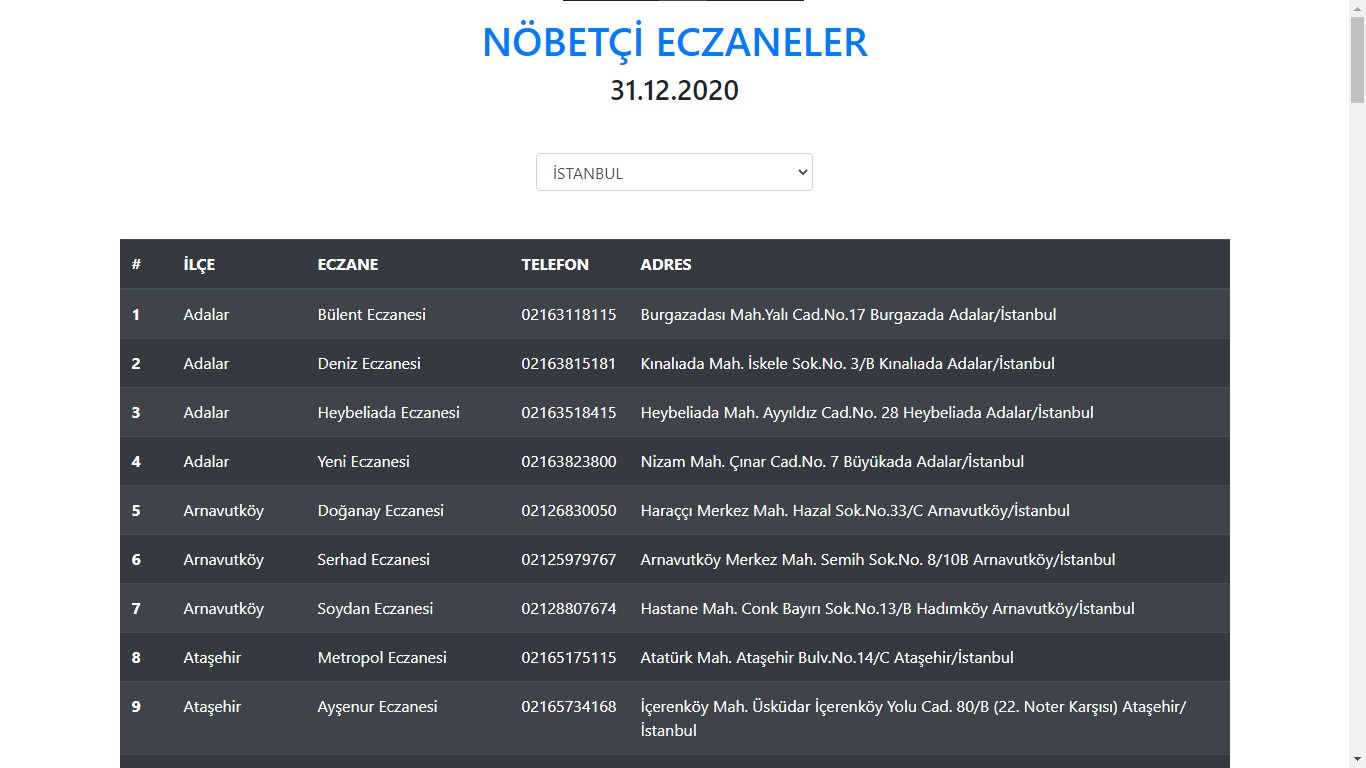 NÖBETÇİ ECZANELER
31.12.2020
İSTANBUL
# İLÇE ECZANE TELEFON ADRES
1 Adalar Bülent Eczanesi 02163118115 Burgazadası Mah.Yalı Cad.No.17 Burgazada Adalar/İstanbul
2 Adalar Deniz Eczanesi 02163815181 Kınalıada Mah. İskele Sok.No. 3/B Kınalıada Adalar/İstanbul
3 Adalar Heybeliada Eczanesi 02163518415 Heybeliada Mah. Ayyıldız Cad.No. 28 Heybeliada Adalar/İstanbul
4 Adalar Yeni Eczanesi 02163823800 Nizam Mah. Çınar Cad.No. 7 Büyükada Adalar/İstanbul
5 Arnavutköy Doğanay Eczanesi 02126830050 Haraççı Merkez Mah. Hazal Sok.No.33/C Arnavutköy/İstanbul
6 Arnavutköy Serhad Eczanesi 02125979767 Arnavutköy Merkez Mah. Semih Sok.No. 8/10B Arnavutköy/İstanbul
7 Arnavutköy Soydan Eczanesi 02128807674 Hastane Mah. Conk Bayırı Sok.No.13/B Hadımköy Arnavutköy/İstanbul
8 Ataşehir Metropol Eczanesi 02165175115 Atatürk Mah. Ataşehir Bulv.No.14/C Ataşehir/İstanbul
9 Ataşehir Ayşenur Eczanesi 02165734168 İçerenköy Mah. Üsküdar İçerenköy Yolu Cad. 80/B (22. Noter Karşısı) Ataşehir/
İstanbul